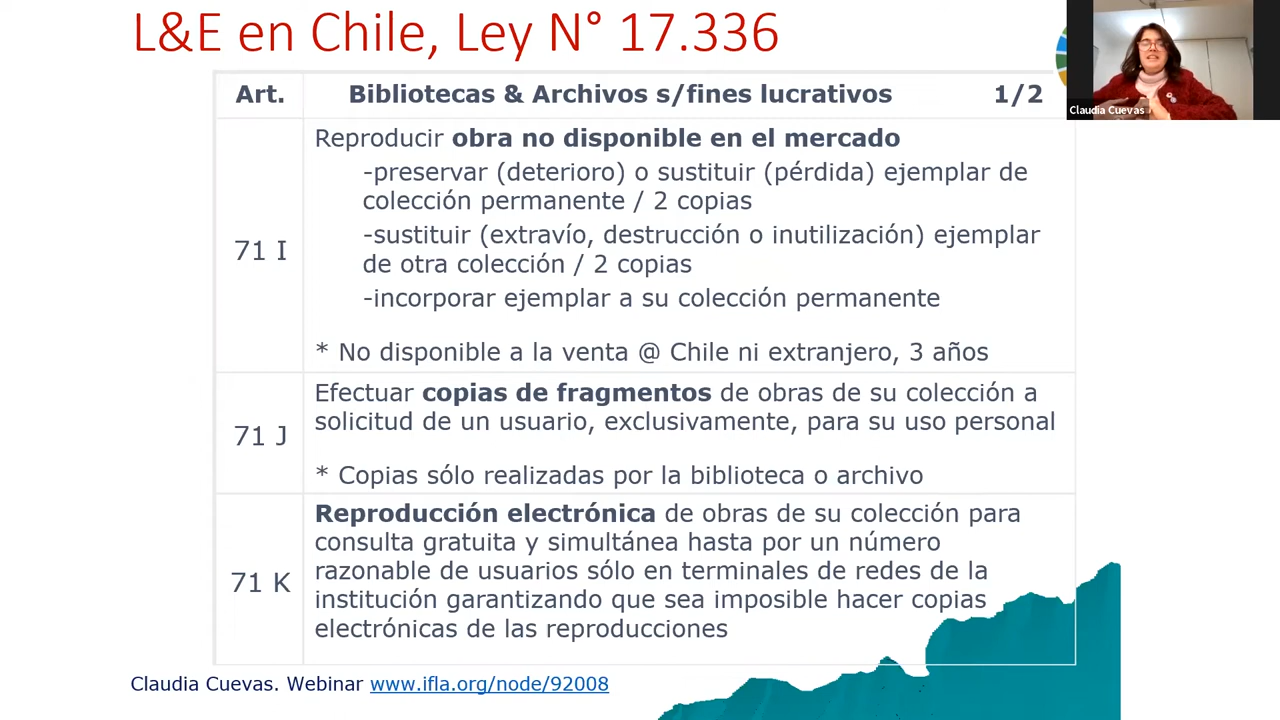 L&E en Chile, Ley N° 17.336
Art.
Bibliotecas & Archivos s/fines lucrativos
1/2
Claudia Cuevas
71 I
Reproducir obra no disponible en el mercado
-preservar (deterioro) o sustituir (pérdida) ejemplar de
colección permanente / 2 copias
-sustituir (extravío, destrucción o inutilización) ejemplar
de otra colección / 2 copias
-incorporar ejemplar a su colección permanente
* No disponible a la venta @ Chile ni extranjero, 3 años
71 J
Efectuar copias de fragmentos de obras de su colección a
solicitud de un usuario, exclusivamente, para su uso personal
* Copias sólo realizadas por la biblioteca o archivo
71 K
Reproducción electrónica de obras de su colección para
consulta gratuita y simultánea hasta por un número
razonable de usuarios sólo en terminales de redes de la
institución garantizando que sea imposible hacer copias
electrónicas de las reproducciones
Claudia Cuevas. Webinar www.ifla.org/node/92008